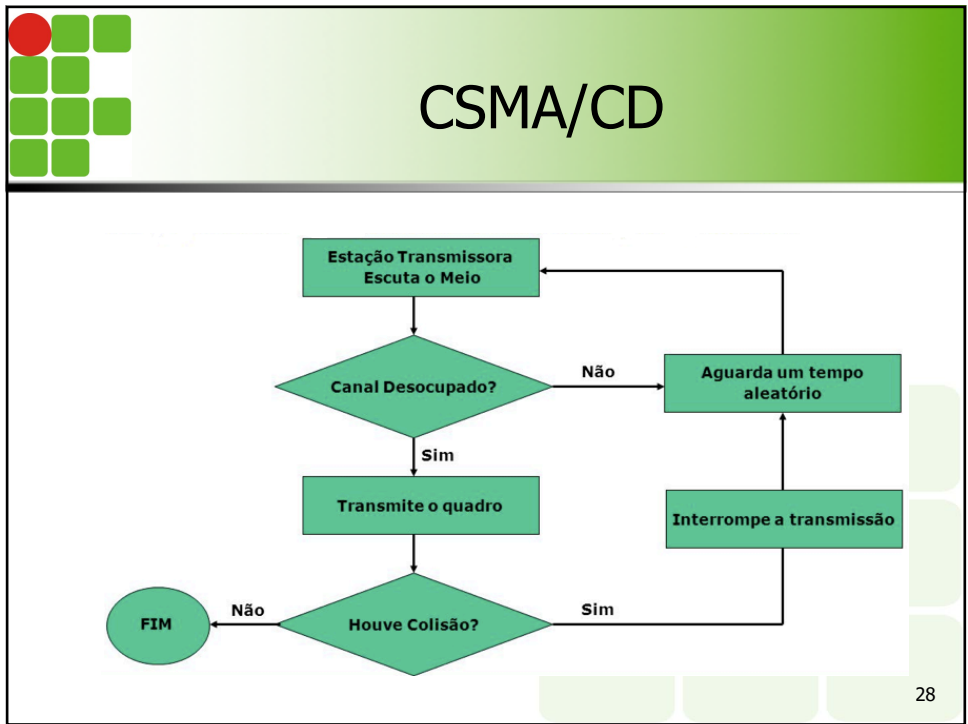 CSMA/CD
Estação Transmissora
Escuta o Meio
Canal Desocupado?
Não
Aguarda um tempo
aleatório
Sim
Transmite o quadro
Interrompe a transmissão
Houve Colisão?
Sim
Não
FIM
28